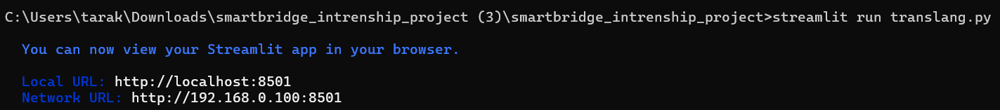 C:\Users\tarak\Downloads\smartbridge_intrenship_project (3)\smartbridge_intrenship_project>streamlit run translang.py
You can now view your Streamlit app in your browser.
Local URL: http://localhost:8501
Network URL: http://192.168.0.100:8501